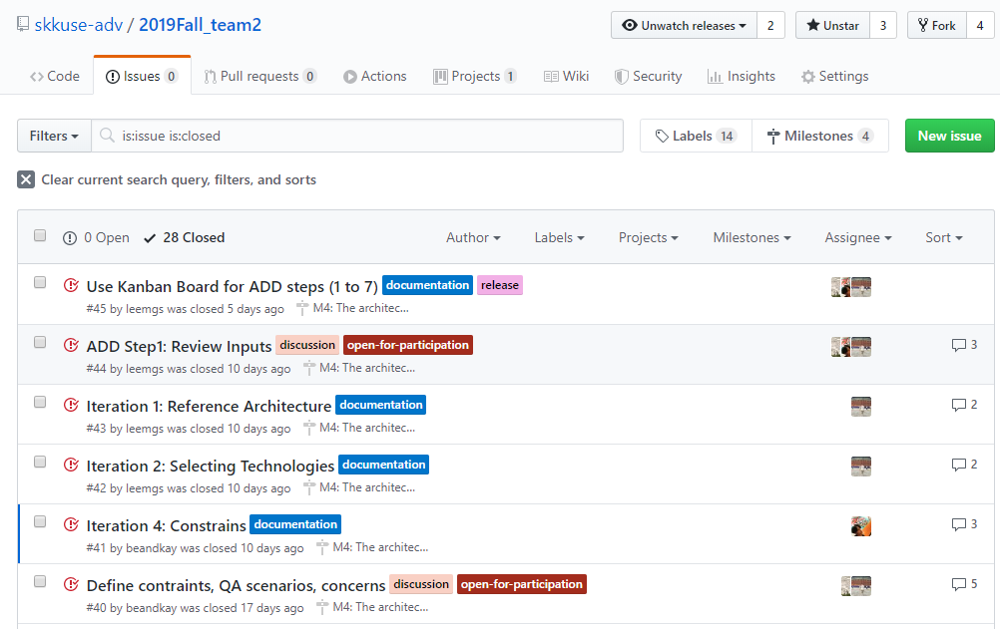 skkuse-adv / 2019Fall_team2 Unwatch releases 2 Unstar 3 Fork 4
Code Issues 0 Pull requests 0 Actions Projects 1 Wiki Security Insights Settings
Filters is:issue is:closed Labels 14 Milestones 4 New issue
Clear current search query, filters, and sorts
0 Open 28 Closed Author Labels Projects Milestones Assignee Sort
Use Kanban Board for ADD steps (1 to 7) documentation release
#45 by leemgs was closed 5 days ago M4: The architec...
ADD Step1: Review Inputs discussion open-for-participation 3
#44 by leemgs was closed 10 days ago M4: The architec...
Iteration 1: Reference Architecture documentation 2
#43 by leemgs was closed 10 days ago M4: The architec...
Iteration 2: Selecting Technologies documentation 2
#42 by leemgs was closed 10 days ago M4: The architec...
Iteration 4: Constrains documentation 3
#41 by beandkay was closed 10 days ago M4: The architec...
Define contraints, QA scenarios, concerns discussion open-for-participation 5
#40 by beandkay was closed 17 days ago M4: The architec...